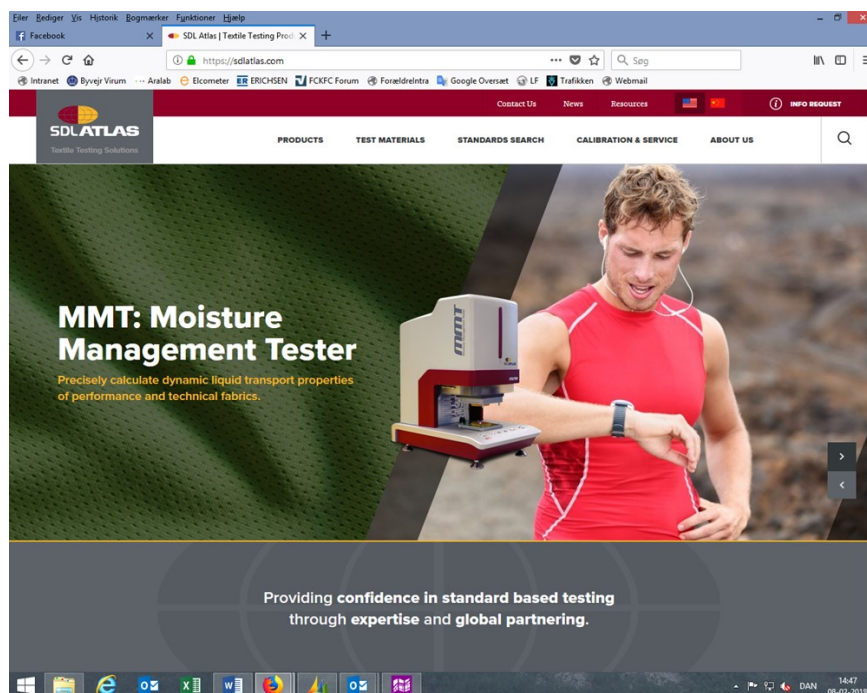 Filer Rediger Vis Historik Bogmærker Funktioner Hjælp
Facebook
SDL Atlas | Textile Testing Prod
https://sdlatlas.com
Søg
Intranet Byvejr Virum Aralab Elcometer ER ERICHSEN FCKFC Forum ForældreIntra Google Oversæt LF Trafikken Webmail
Contact Us News Resources INFO REQUEST
SDLATLAS
Textile Testing Solutions
PRODUCTS TEST MATERIALS STANDARDS SEARCH CALIBRATION & SERVICE ABOUT US
MMT: Moisture
Management Tester
Precisely calculate dynamic liquid transport properties
of performance and technical fabrics.
mmt
Providing confidence in standard based testing
through expertise and global partnering.
DAN
14:47